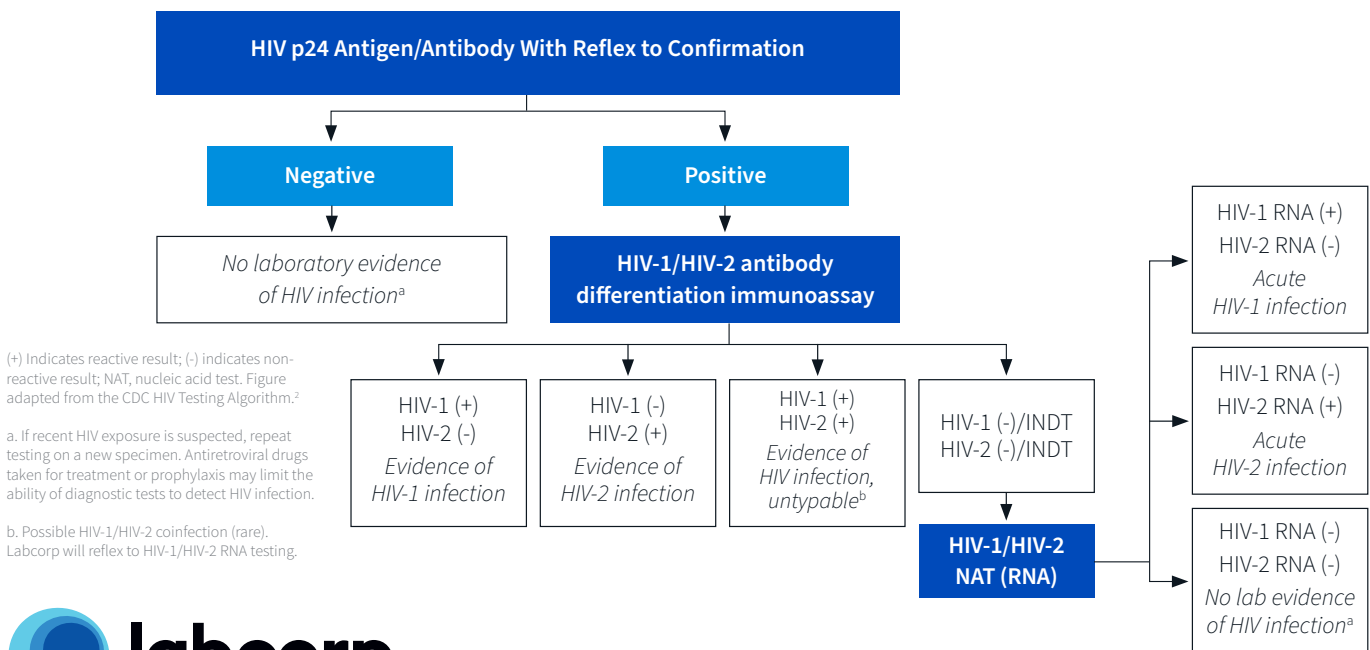 HIV p24 Antigen/Antibody With Reflex to Confirmation
Negative
Positive
No laboratory evidence
of HIV infectionᵃ
HIV-1/HIV-2 antibody
differentiation immunoassay
(+) Indicates reactive result; (-) indicates non-
reactive result; NAT, nucleic acid test. Figure
adapted from the CDC HIV Testing Algorithm.²
a. If recent HIV exposure is suspected, repeat
testing on a new specimen. Antiretroviral drugs
taken for treatment or prophylaxis may limit the
ability of diagnostic tests to detect HIV infection.
b. Possible HIV-1/HIV-2 coinfection (rare).
Labcorp will reflex to HIV-1/HIV-2 RNA testing.
HIV-1 (+)
HIV-2 (-)
Evidence of
HIV-1 infection
HIV-1 (-)
HIV-2 (+)
Evidence of
HIV-2 infection
HIV-1 (+)
HIV-2 (+)
Evidence of
HIV infection,
untypableᵇ
HIV-1 (-)/INDT
HIV-2 (-)/INDT
HIV-1/HIV-2
NAT (RNA)
HIV-1 RNA (+)
HIV-2 RNA (-)
Acute
HIV-1 infection
HIV-1 RNA (-)
HIV-2 RNA (+)
Acute
HIV-2 infection
HIV-1 RNA (-)
HIV-2 RNA (-)
No lab evidence
of HIV infectionᵃ
labcorp